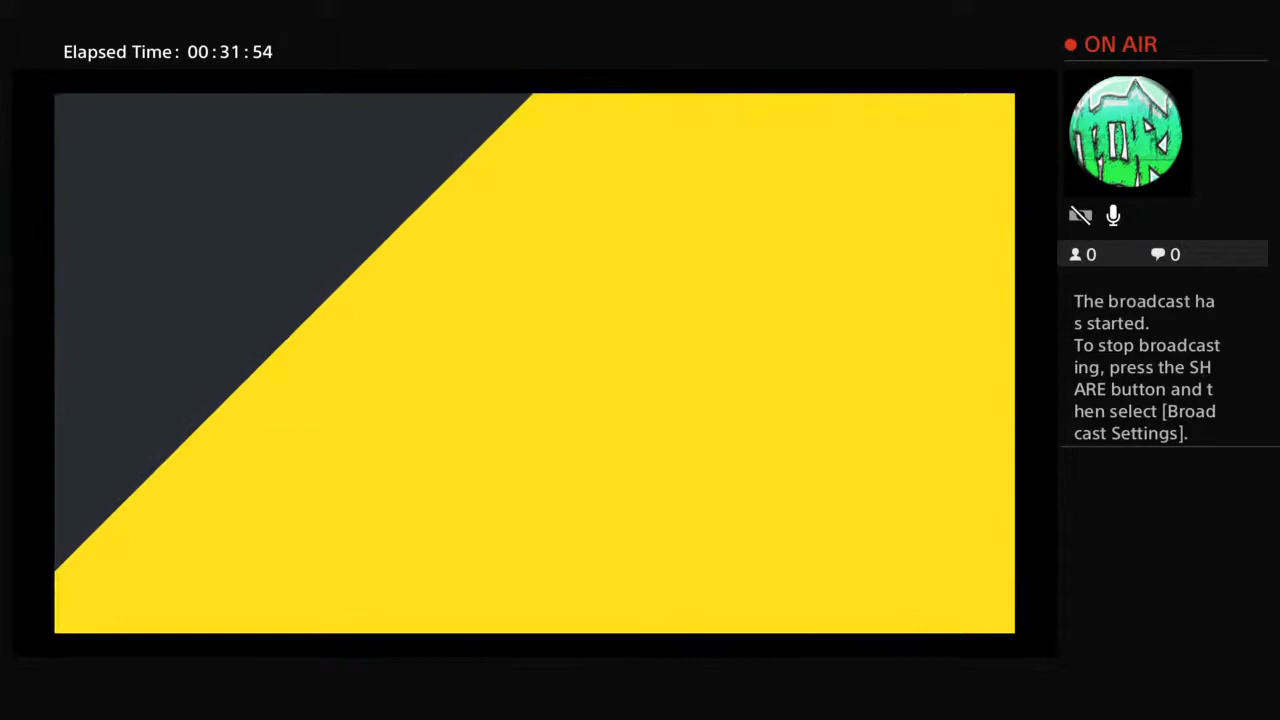 Elapsed Time: 00:31:54
ON AIR
0 0
The broadcast ha
s started.
To stop broadcast
ing, press the SH
ARE button and t
hen select [Broad
cast Settings].